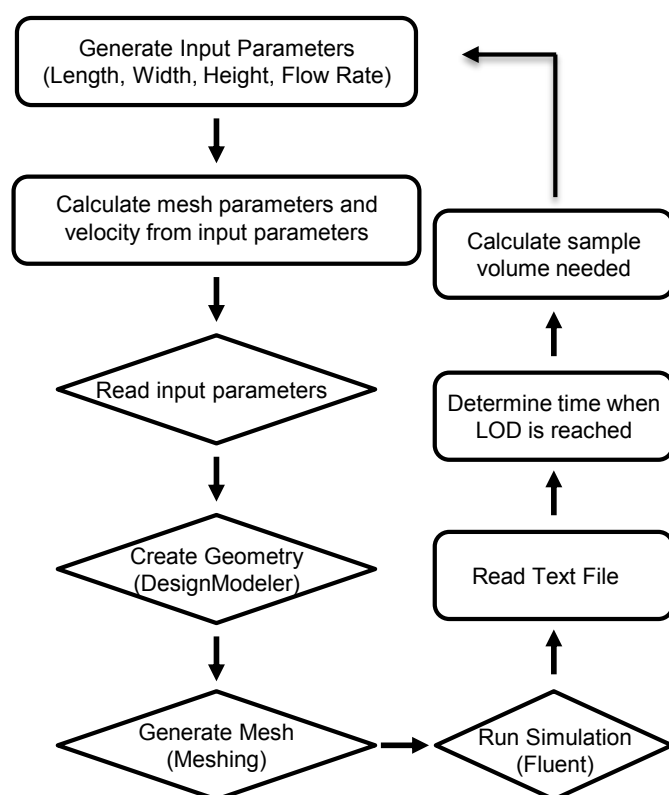 Generate Input Parameters
(Length, Width, Height, Flow Rate)
Calculate mesh parameters and
velocity from input parameters
Read input parameters
Create Geometry
(DesignModeler)
Generate Mesh
(Meshing)
Run Simulation
(Fluent)
Read Text File
Determine time when
LOD is reached
Calculate sample
volume needed